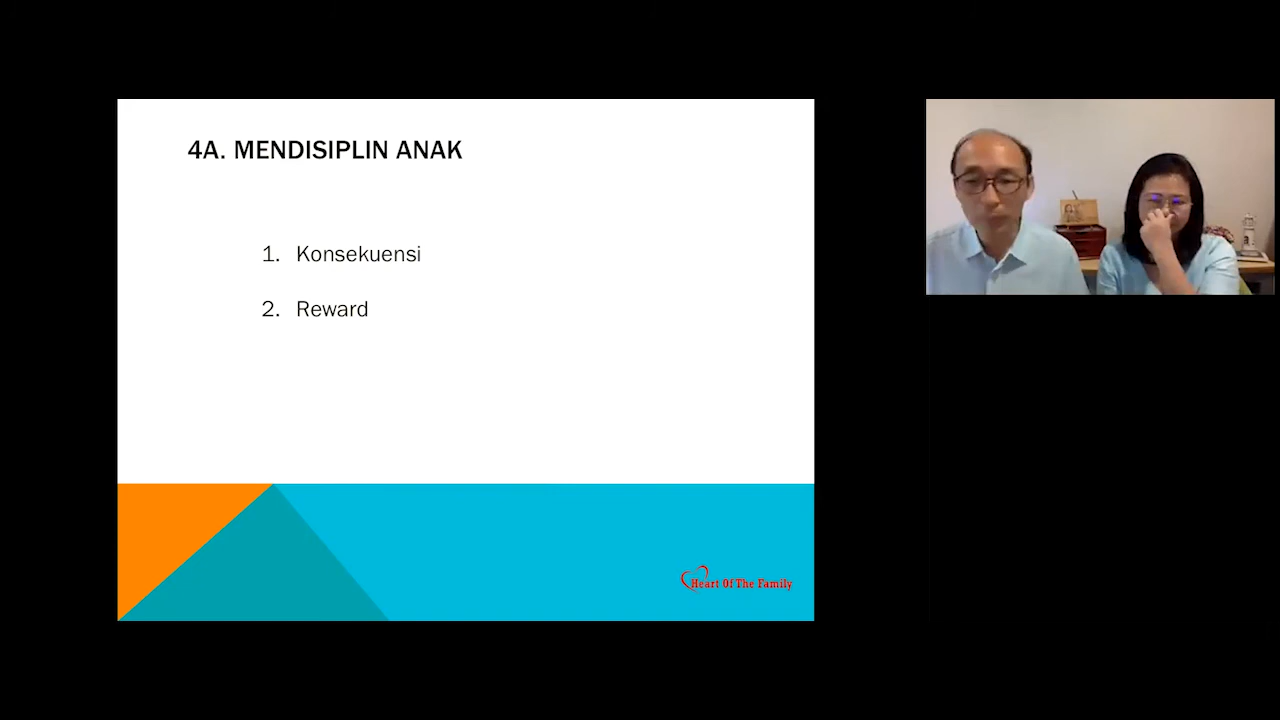 4A. MENDISIPLIN ANAK
1. Konsekuensi
2. Reward
Heart Of The Family